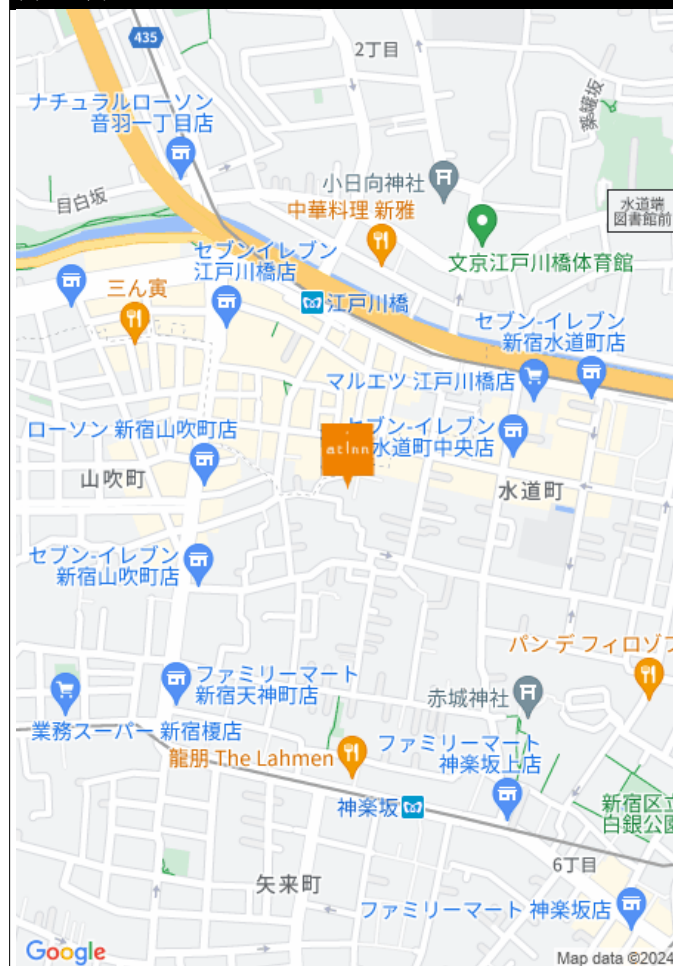 435
2丁目
ナチュラルローソン
音羽一丁目店
目白坂
小日向神社
中華料理 新雅
水道端
図書館前
文京江戸川橋体育館
セブンイレブン
江戸川橋店
三ん寅
江戸川橋
セブン-イレブン
新宿水道町店
マルエツ 江戸川橋店
ローソン 新宿山吹町店
セブン-イレブン
水道町中央店
at inn
山吹町
水道町
セブン-イレブン
新宿山吹町店
パン デ フィロゾフ
ファミリーマート
新宿天神町店
赤城神社
業務スーパー 新宿榎店
龍朋 The Lahmen
ファミリーマート
神楽坂上店
神楽坂
新宿区立
白銀公園
6丁目
矢来町
ファミリーマート 神楽坂店
Google
Map data ©2024